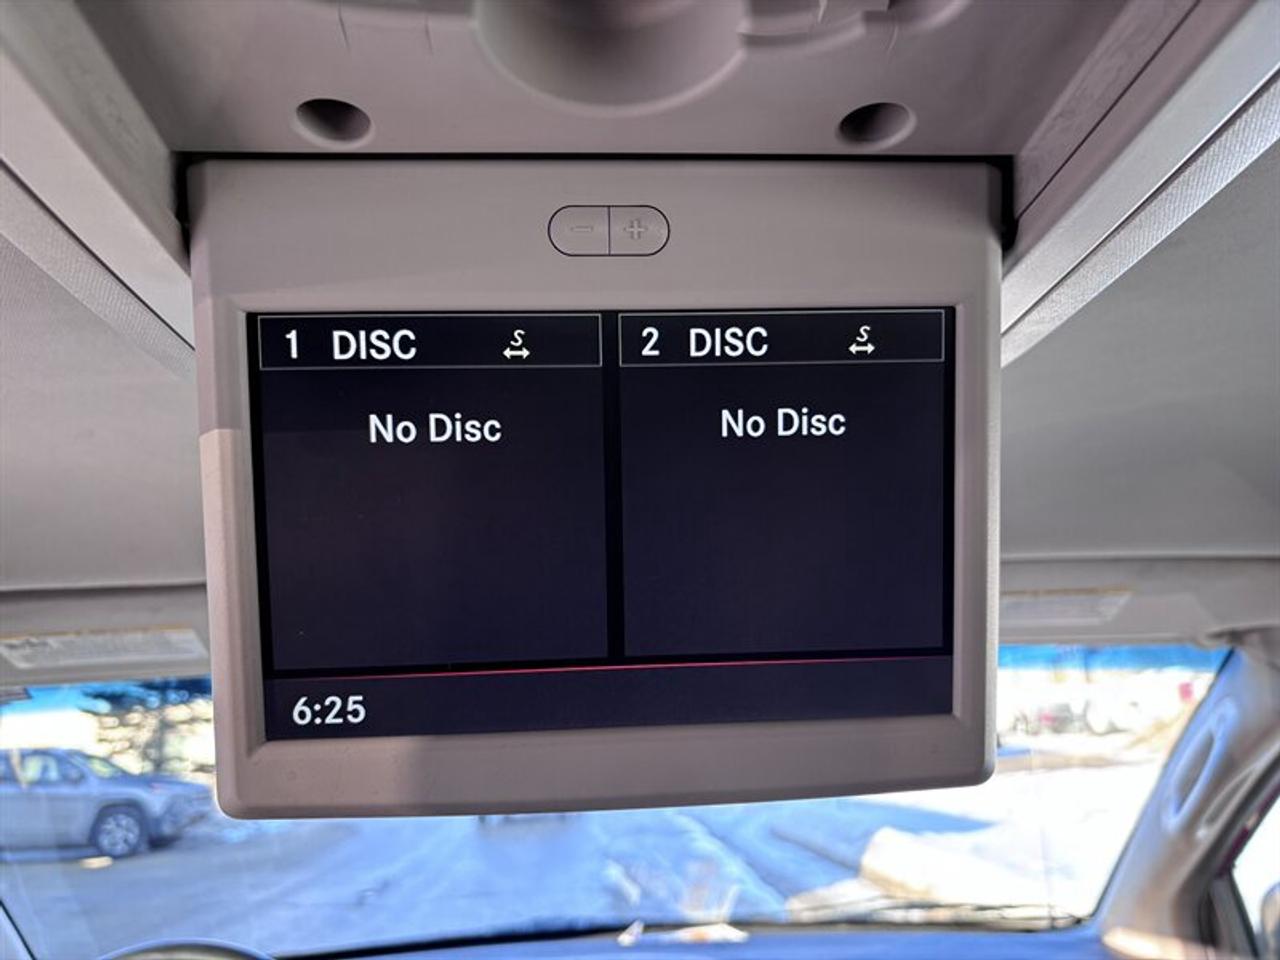 1 DISC S
No Disc
2 DISC S
No Disc
6:25